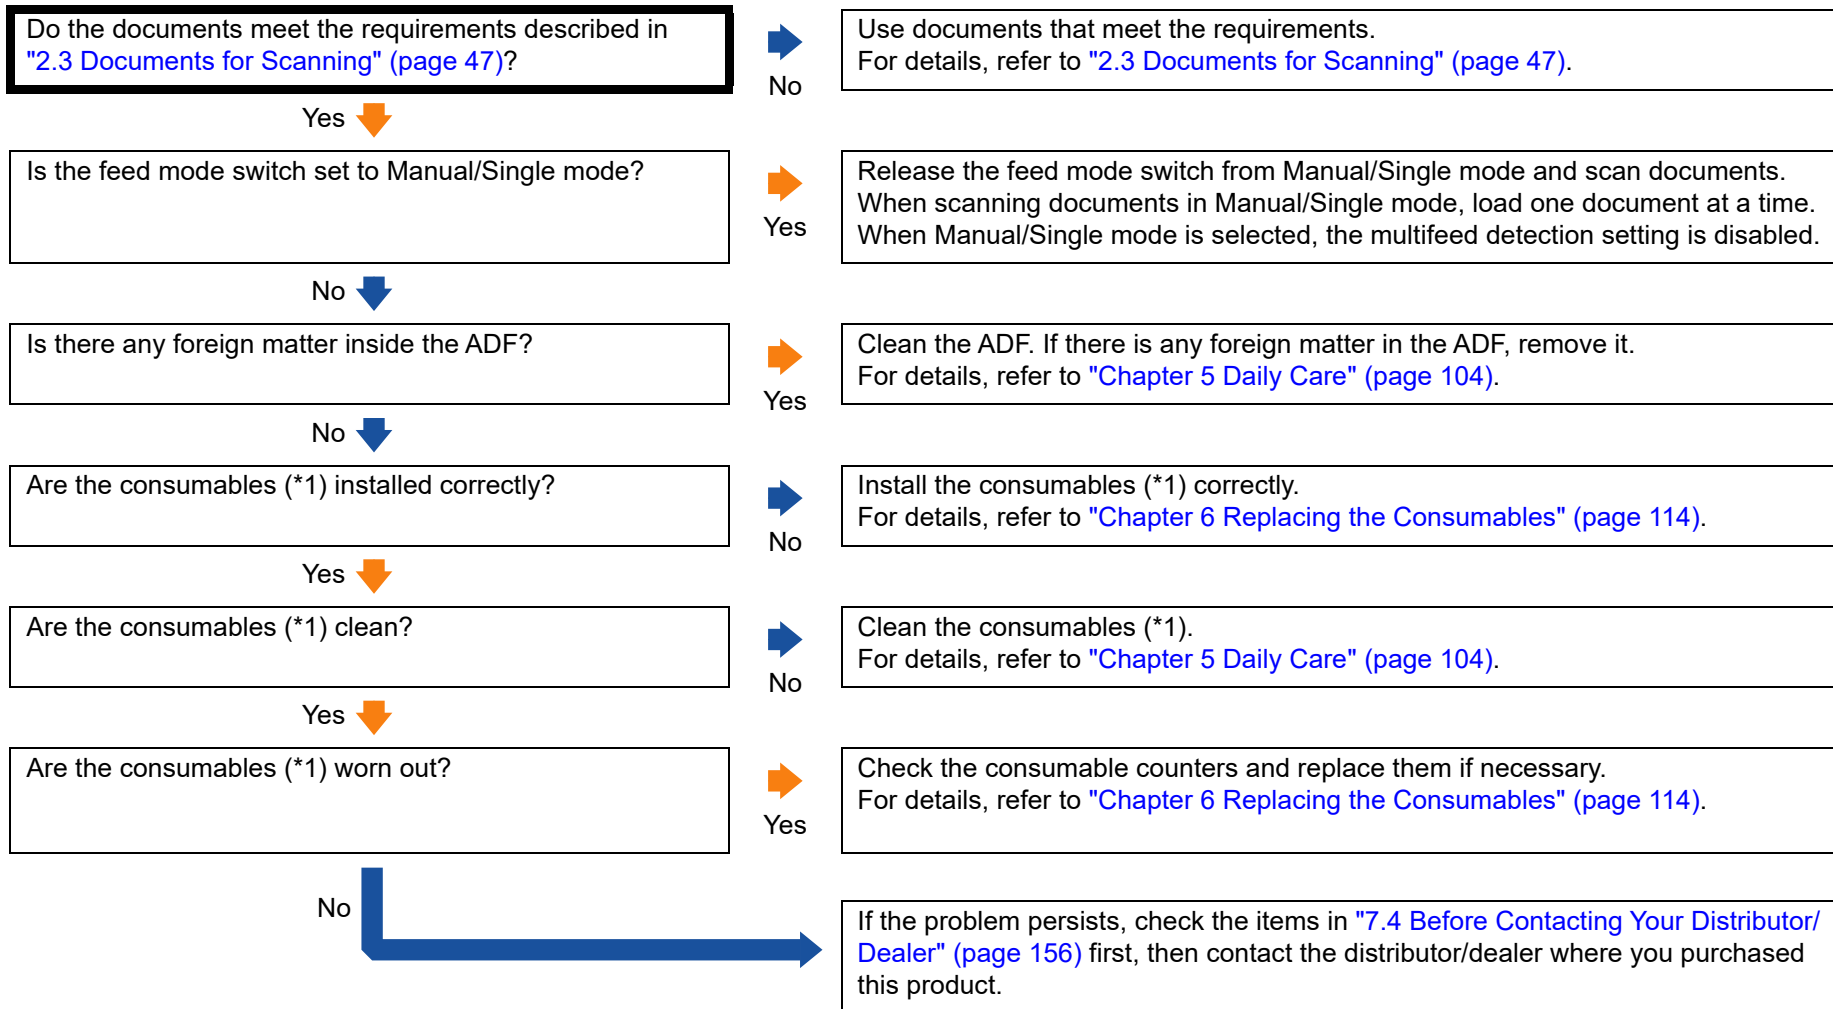 Do the documents meet the requirements described in
"2.3 Documents for Scanning" (page 47)?
No
Use documents that meet the requirements.
For details, refer to "2.3 Documents for Scanning" (page 47).
Yes
Is the feed mode switch set to Manual/Single mode?
Yes
Release the feed mode switch from Manual/Single mode and scan documents.
When scanning documents in Manual/Single mode, load one document at a time.
When Manual/Single mode is selected, the multifeed detection setting is disabled.
No
Is there any foreign matter inside the ADF?
Yes
Clean the ADF. If there is any foreign matter in the ADF, remove it.
For details, refer to "Chapter 5 Daily Care" (page 104).
No
Are the consumables (*1) installed correctly?
No
Install the consumables (*1) correctly.
For details, refer to "Chapter 6 Replacing the Consumables" (page 114).
Yes
Are the consumables (*1) clean?
No
Clean the consumables (*1).
For details, refer to "Chapter 5 Daily Care" (page 104).
Yes
Are the consumables (*1) worn out?
Yes
Check the consumable counters and replace them if necessary.
For details, refer to "Chapter 6 Replacing the Consumables" (page 114).
No
If the problem persists, check the items in "7.4 Before Contacting Your Distributor/
Dealer" (page 156) first, then contact the distributor/dealer where you purchased
this product.